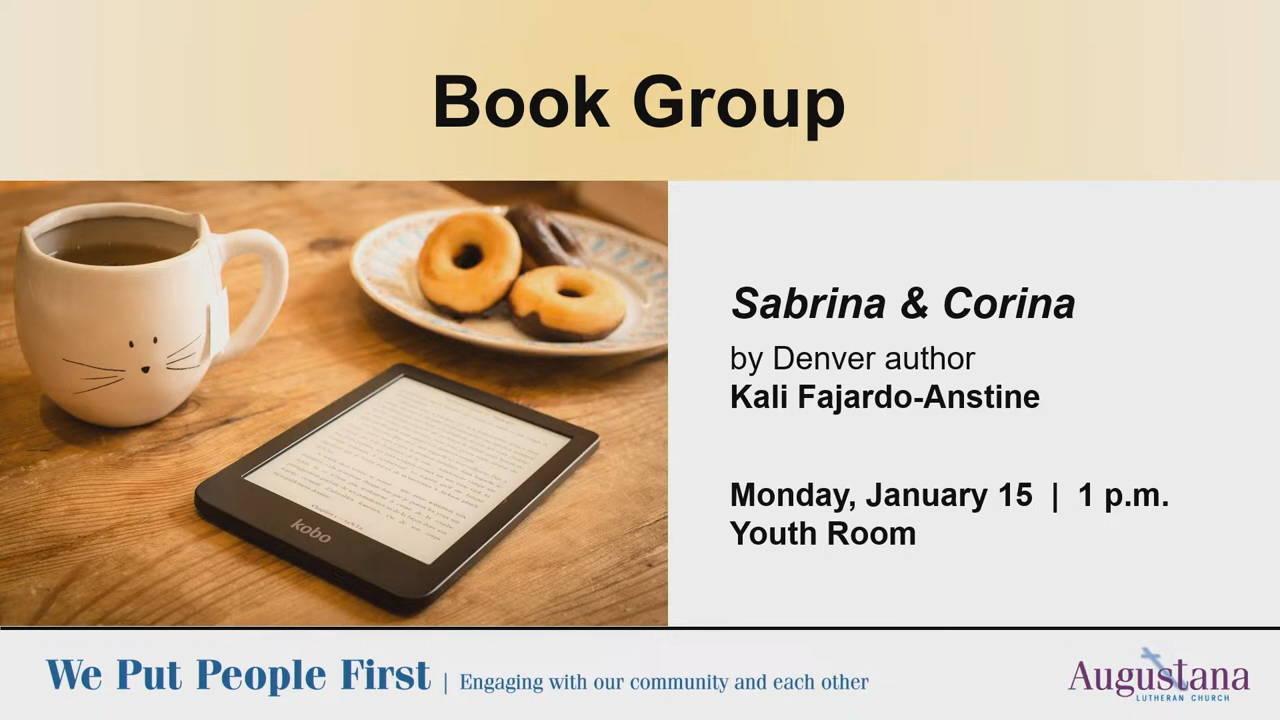 Book Group
Sabrina & Corina
by Denver author
Kali Fajardo-Anstine
Monday, January 15 | 1 p.m.
Youth Room
kobo
We Put People First | Engaging with our community and each other
Augustana
LUTHERAN CHURCH